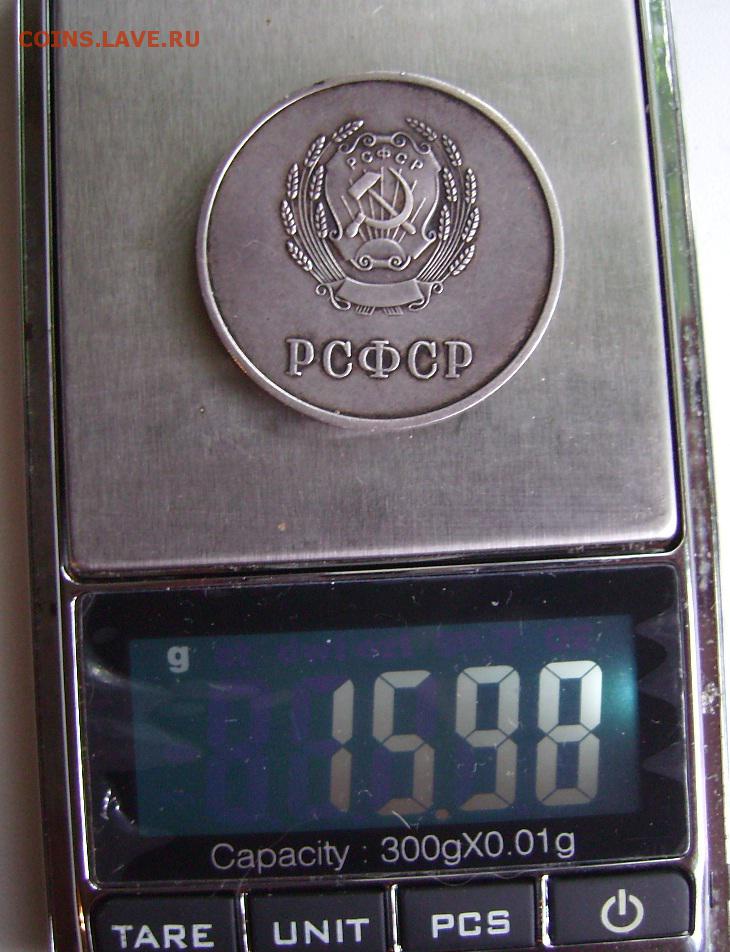 COINS.LAVE.RU
РСФСР
РСФСР
g
15.98
Capacity : 300gX0.01g
TARE UNIT PCS